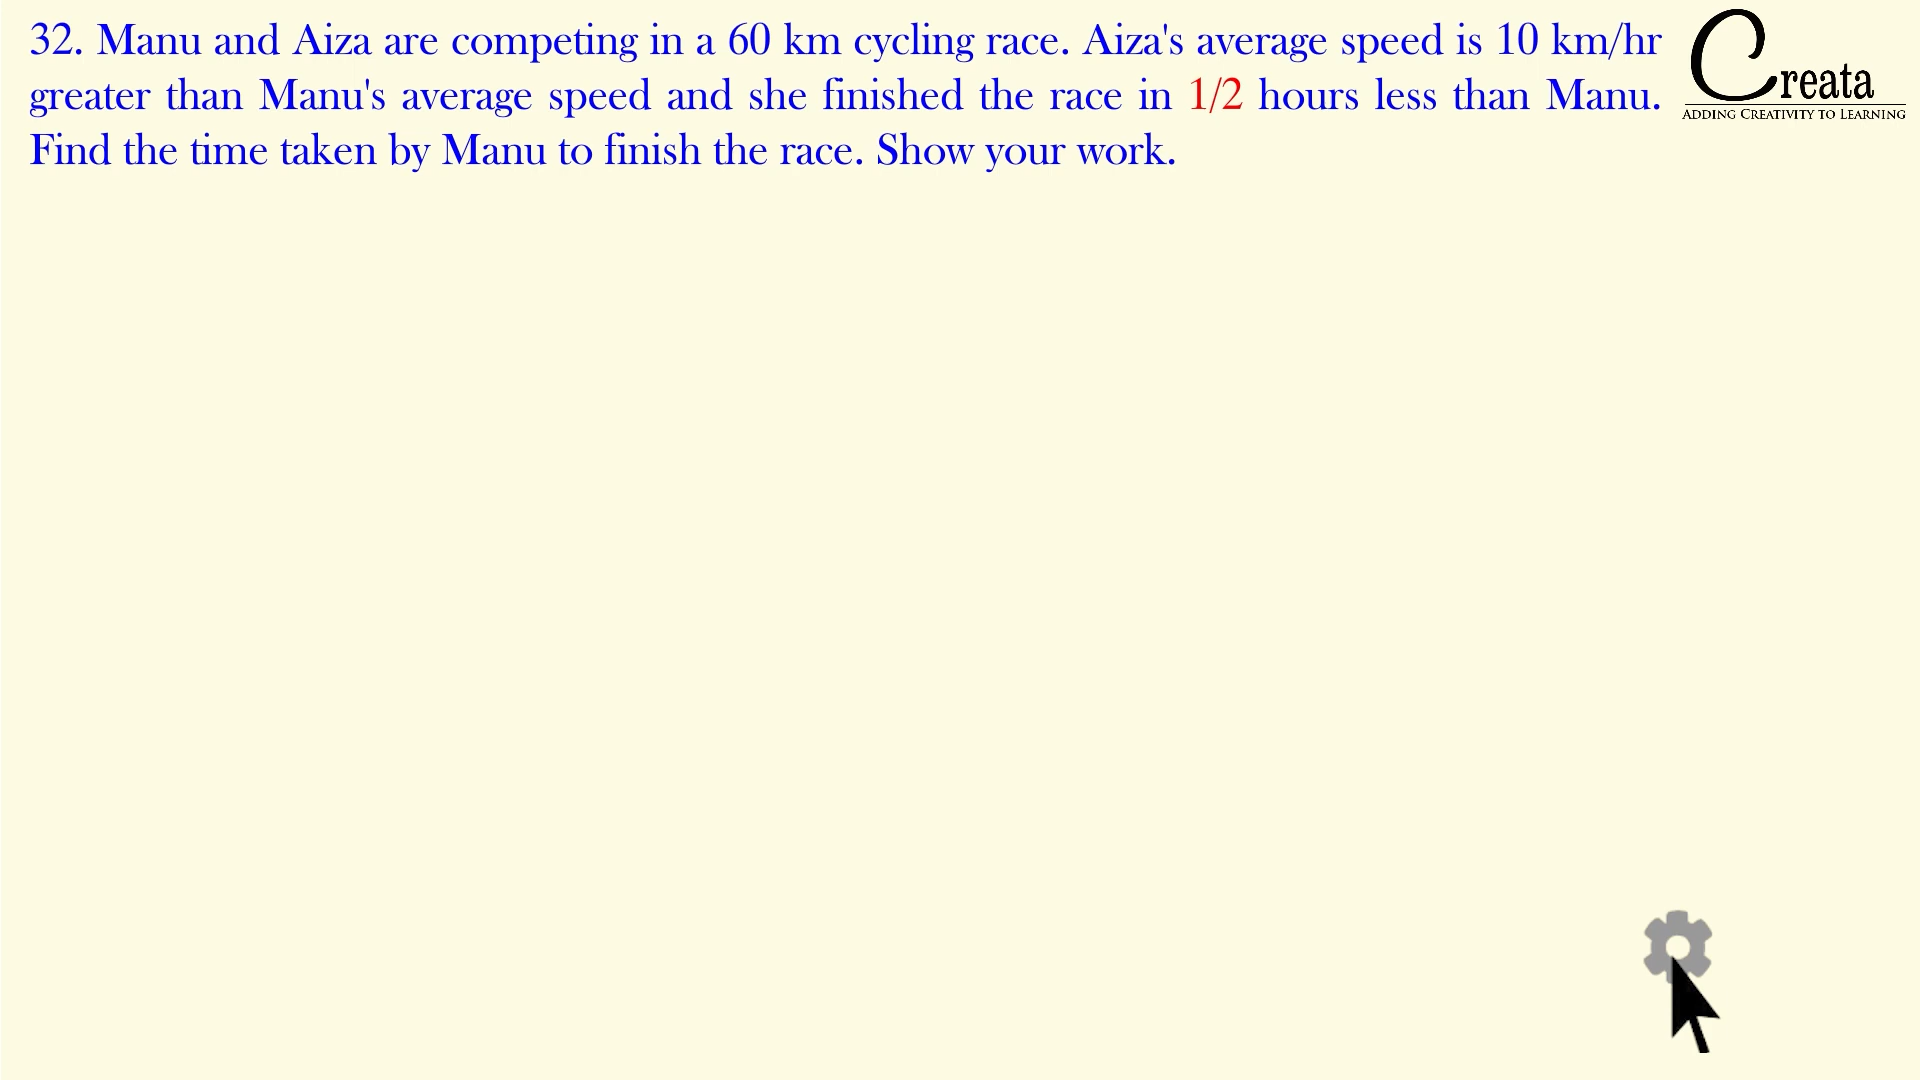 32. Manu and Aiza are competing in a 60 km cycling race. Aiza's average speed is 10 km/hr
greater than Manu's average speed and she finished the race in 1/2 hours less than Manu.
Find the time taken by Manu to finish the race. Show your work.
Creata
ADDING CREATIVITY TO LEARNING